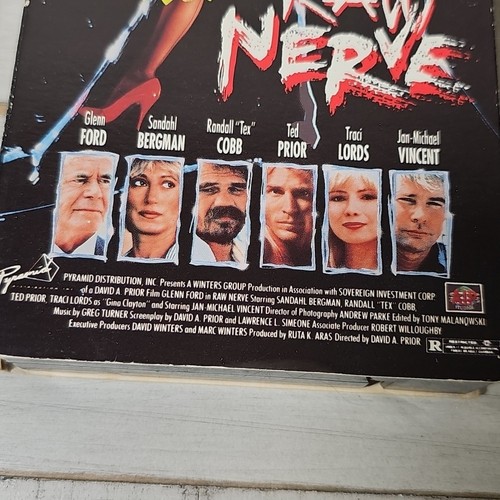 RAW
NERVE
Glenn FORD
Sandahl BERGMAN
Randall "Tex" COBB
Ted PRIOR
Traci LORDS
Jan-Michael VINCENT
Pyramid
PYRAMID DISTRIBUTION, INC. Presents A WINTERS GROUP Production in Association with SOVEREIGN INVESTMENT CORP
of a DAVID A. PRIOR Film GLENN FORD in RAW NERVE Starring SANDAHL BERGMAN, RANDALL "TEX" COBB,
TED PRIOR, TRACI LORDS as "Gina Clayton" and Starring JAN-MICHAEL VINCENT Director of Photography ANDREW PARKE Edited by TONY MALANOWSKI
Music by GREG TURNER Screenplay by DAVID A. PRIOR and LAWRENCE L. SIMEONE Associate Producer ROBERT WILLOUGHBY
Executive Producers DAVID WINTERS and MARC WINTERS Produced by RUTA K. ARAS Directed by DAVID A. PRIOR
R RESTRICTED